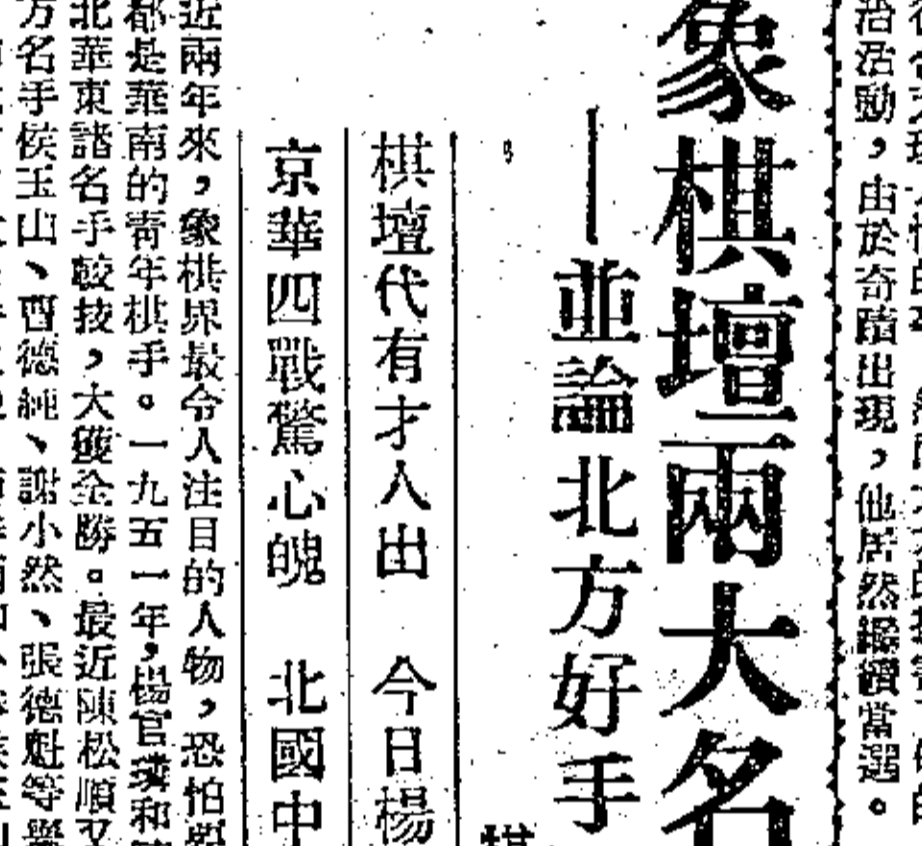 治活動，由於奇蹟出現，他居然繼續當選。
象棋壇兩大名
——並論北方好手
棋
棋壇代有才人出　今日楊
京華四戰驚心魄　北國中
近兩年來，象棋界最令人注目的人物，恐怕
都是華南的靑年棋手。一九五一年，楊官璘和
北華東諸名手較技，大獲全勝。最近陳松順又
方名手侯玉山、曹德純、謝小然、張德魁等